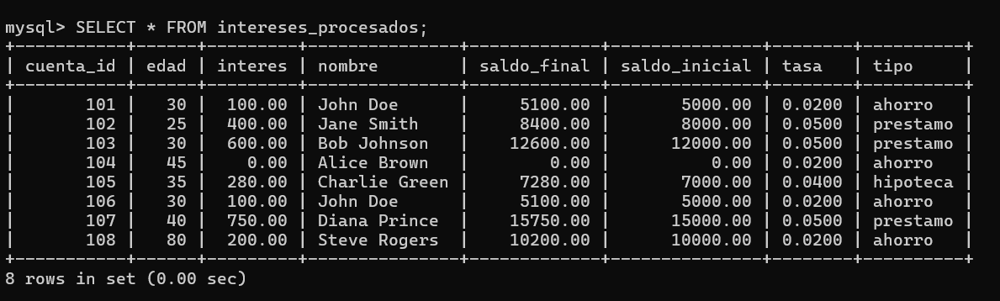 mysql> SELECT * FROM intereses_procesados;
+-----------+------+---------+---------------+-------------+---------------+--------+----------+
| cuenta_id | edad | interes | nombre        | saldo_final | saldo_inicial | tasa   | tipo     |
+-----------+------+---------+---------------+-------------+---------------+--------+----------+
|       101 |   30 |  100.00 | John Doe      |     5100.00 |       5000.00 | 0.0200 | ahorro   |
|       102 |   25 |  400.00 | Jane Smith    |     8400.00 |       8000.00 | 0.0500 | prestamo |
|       103 |   30 |  600.00 | Bob Johnson   |    12600.00 |      12000.00 | 0.0500 | prestamo |
|       104 |   45 |    0.00 | Alice Brown   |        0.00 |          0.00 | 0.0200 | ahorro   |
|       105 |   35 |  280.00 | Charlie Green |     7280.00 |       7000.00 | 0.0400 | hipoteca |
|       106 |   30 |  100.00 | John Doe      |     5100.00 |       5000.00 | 0.0200 | ahorro   |
|       107 |   40 |  750.00 | Diana Prince  |    15750.00 |      15000.00 | 0.0500 | prestamo |
|       108 |   80 |  200.00 | Steve Rogers  |    10200.00 |      10000.00 | 0.0200 | ahorro   |
+-----------+------+---------+---------------+-------------+---------------+--------+----------+
8 rows in set (0.00 sec)